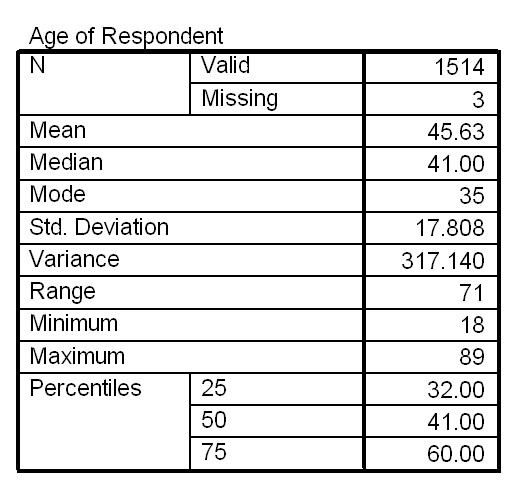 Age of Respondent
N Valid 1514
Missing 3
Mean 45.63
Median 41.00
Mode 35
Std. Deviation 17.808
Variance 317.140
Range 71
Minimum 18
Maximum 89
Percentiles 25 32.00
50 41.00
75 60.00